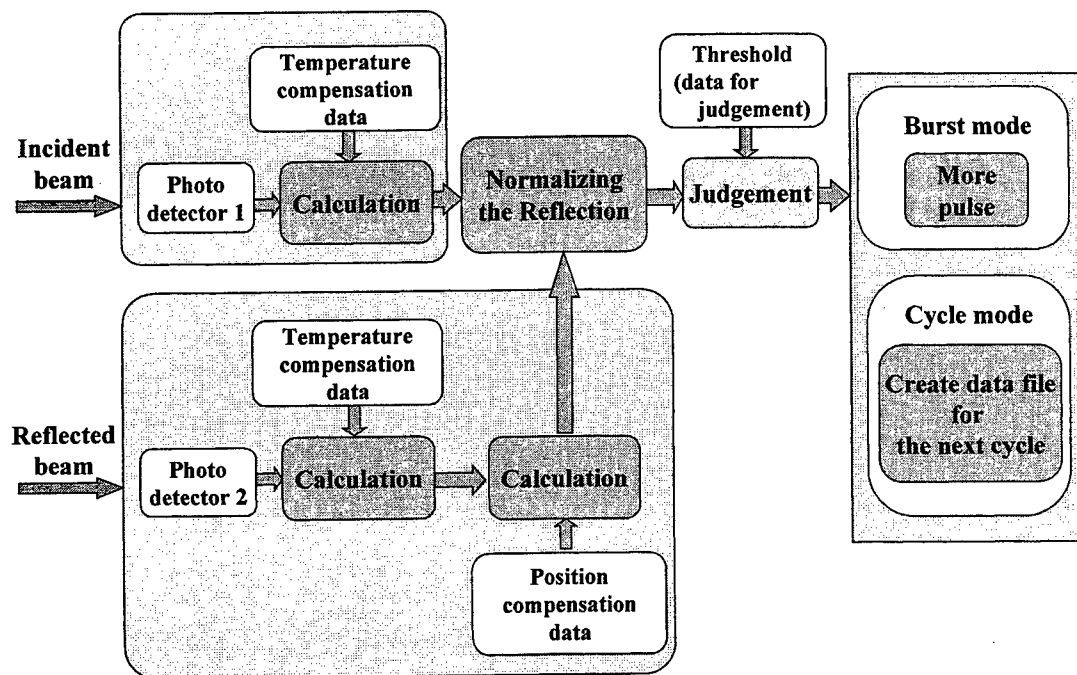 Incident
beam
Photo
detector 1
Temperature
compensation
data
Calculation
Normalizing
the Reflection
Threshold
(data for
judgement)
Judgement
Burst mode
More
pulse
Cycle mode
Create data file
for
the next cycle
Reflected
beam
Photo
detector 2
Temperature
compensation
data
Calculation
Calculation
Position
compensation
data